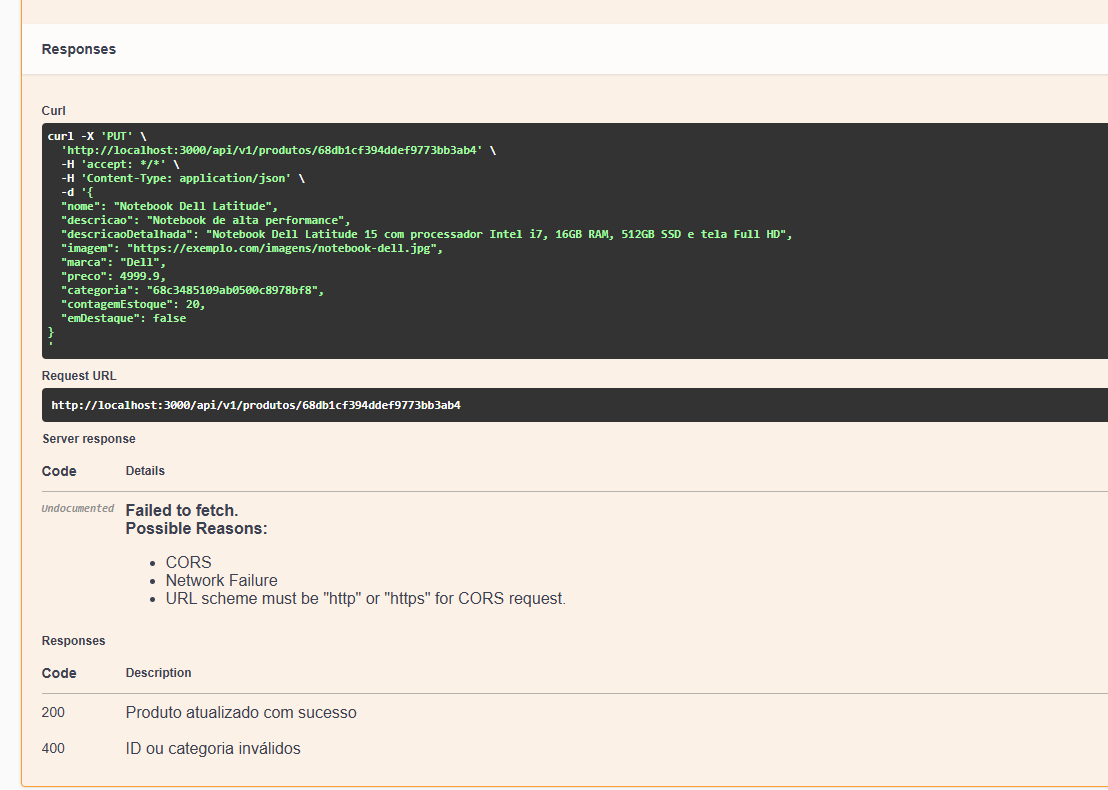 Responses
Curl
curl -X 'PUT' \
'http://localhost:3000/api/v1/produtos/68db1cf394ddef9773bb3ab4' \
-H 'accept: */*' \
-H 'Content-Type: application/json' \
-d '{
"nome": "Notebook Dell Latitude",
"descricao": "Notebook de alta performance",
"descricaoDetalhada": "Notebook Dell Latitude 15 com processador Intel i7, 16GB RAM, 512GB SSD e tela Full HD",
"imagem": "https://exemplo.com/imagens/notebook-dell.jpg",
"marca": "Dell",
"preco": 4999.9,
"categoria": "68c3485109ab0500c8978bf8",
"contagemEstoque": 20,
"emDestaque": false
}
'
Request URL
http://localhost:3000/api/v1/produtos/68db1cf394ddef9773bb3ab4
Server response
Code Details
Undocumented Failed to fetch.
Possible Reasons:
• CORS
• Network Failure
• URL scheme must be "http" or "https" for CORS request.
Responses
Code Description
200 Produto atualizado com sucesso
400 ID ou categoria inválidos